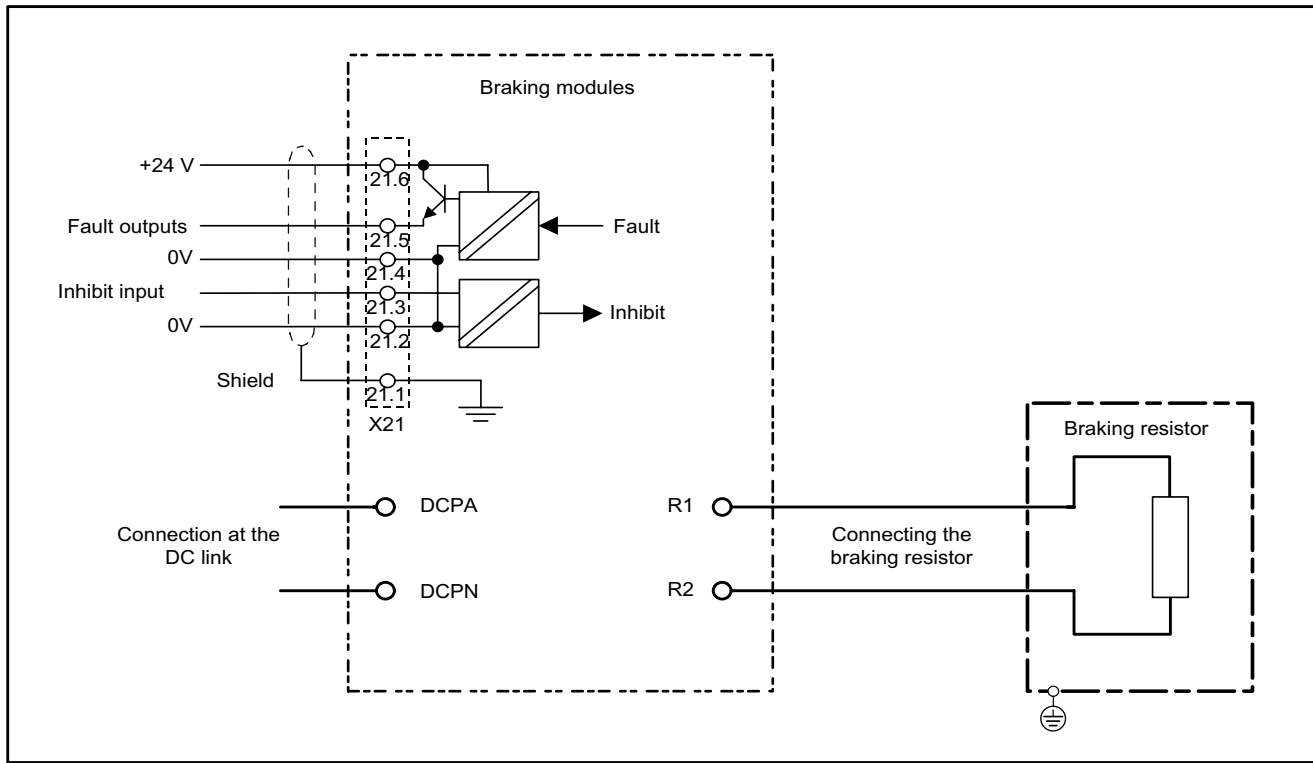 Braking modules
+24 V
21.6
Fault outputs
21.5
Fault
0V
21.4
Inhibit input
21.3
Inhibit
0V
21.2
Shield
21.1
X21
Braking resistor
DCPA
R1
Connection at the
DC link
Connecting the
braking resistor
DCPN
R2